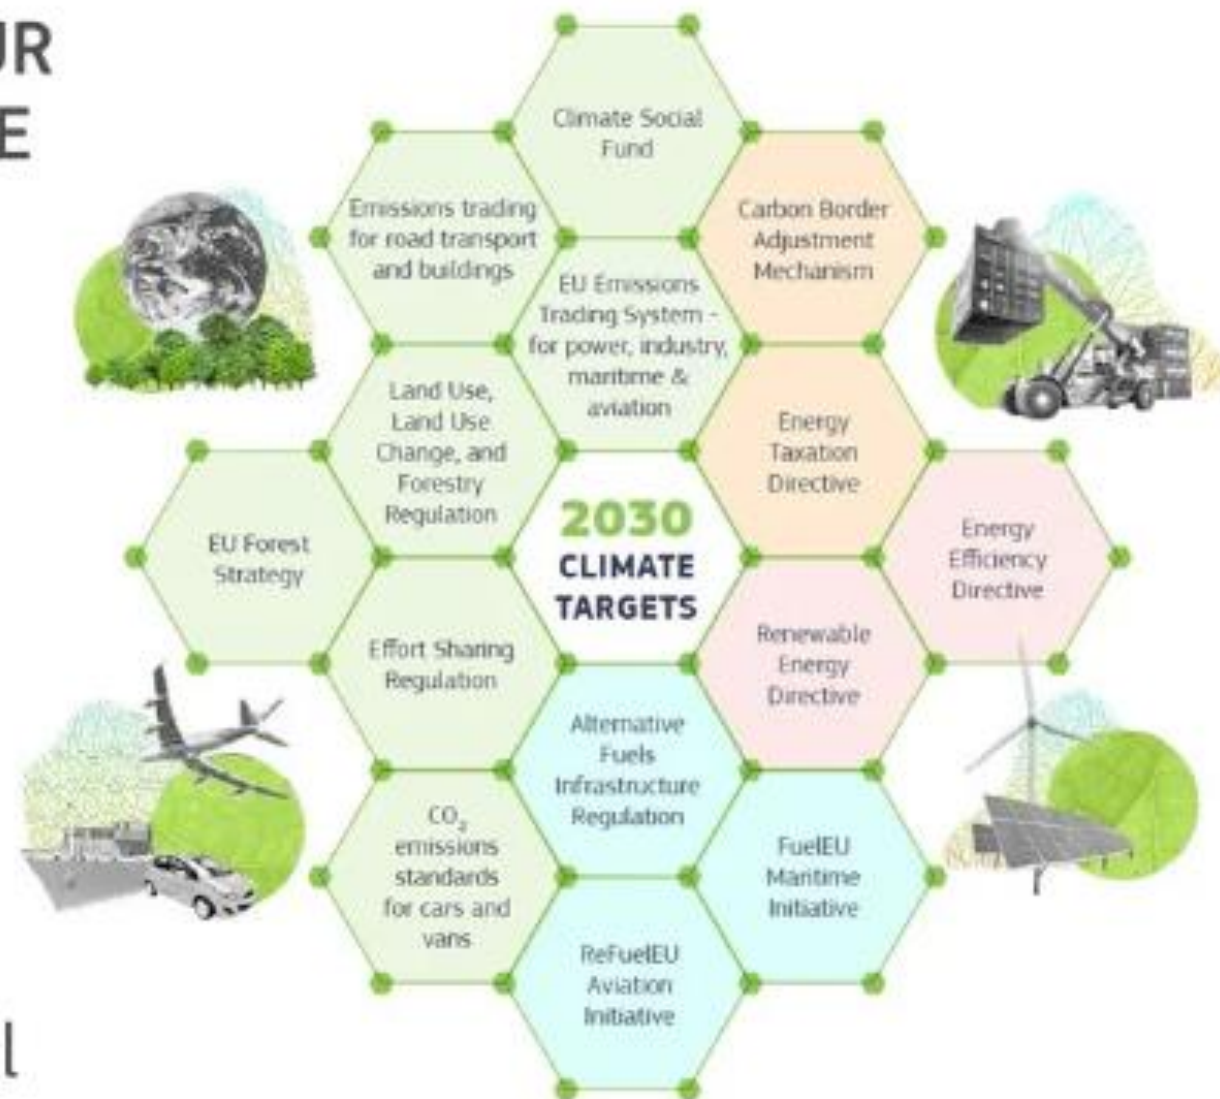 UR
E
Climate Social
Fund
Emissions trading
for road transport
and buildings
Carbon Border
Adjustment
Mechanism
EU Emissions
Trading System -
for power, industry,
maritime &
aviation
Land Use,
Land Use
Change, and
Forestry
Regulation
Energy
Taxation
Directive
EU Forest
Strategy
2030
CLIMATE
TARGETS
Energy
Efficiency
Directive
Effort Sharing
Regulation
Renewable
Energy
Directive
Alternative
Fuels
Infrastructure
Regulation
CO₂
emissions
standards
for cars and
vans
FuelEU
Maritime
Initiative
ReFuelEU
Aviation
Initiative
l